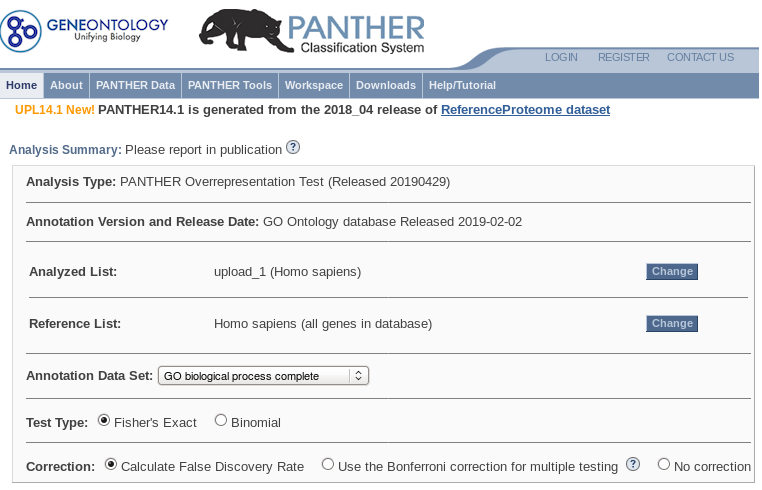 GENEONTOLOGY
Unifying Biology
PANTHER
Classification System
LOGIN REGISTER CONTACT US
Home About PANTHER Data PANTHER Tools Workspace Downloads Help/Tutorial
UPL14.1 New! PANTHER14.1 is generated from the 2018_04 release of ReferenceProteome dataset
Analysis Summary: Please report in publication ?
Analysis Type: PANTHER Overrepresentation Test (Released 20190429)
Annotation Version and Release Date: GO Ontology database Released 2019-02-02
Analyzed List: upload_1 (Homo sapiens) Change
Reference List: Homo sapiens (all genes in database) Change
Annotation Data Set: GO biological process complete
Test Type: Fisher's Exact Binomial
Correction: Calculate False Discovery Rate Use the Bonferroni correction for multiple testing ? No correction